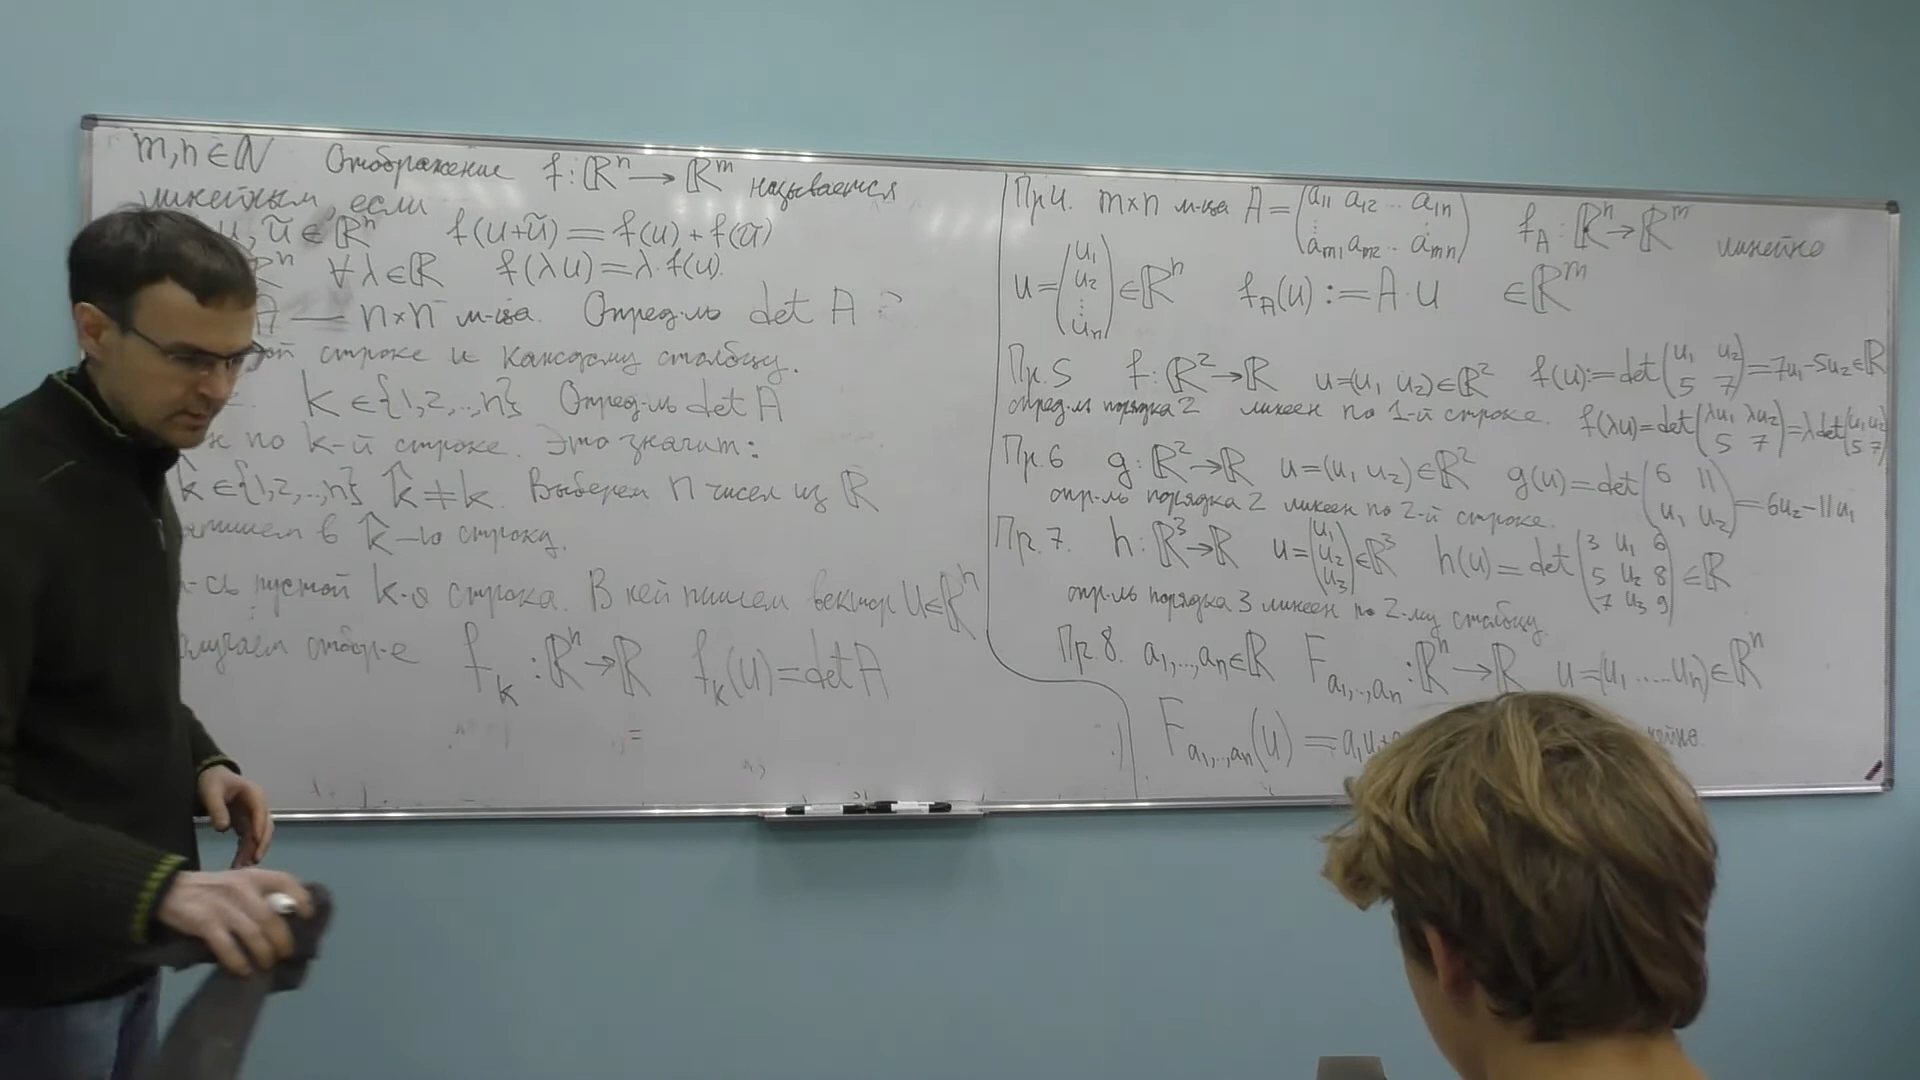 m,n∈ℕ Отображение f: ℝⁿ → ℝᵐ называется
линейным, если
u, ũ ∈ ℝⁿ f(u+ũ) = f(u) + f(ũ)
ℝⁿ ∀λ∈ℝ f(λu) = λ·f(u).
A — n×n м-ца. Опред-ль det A
строке и каждому столбцу.
k ∈ {1,2,..,n} Опред-ль det A
по k-й строке. Это значит:
k̂ ∈ {1,2,..,n} k̂ ≠ k. Выберем n чисел из ℝ
в k̂-ю строку.
пустой k-я строка. В ней пишем вектор u∈ℝⁿ
отобр-е f_k : ℝⁿ → ℝ f_k(u) = det A
Пр.4. m×n м-ца A = (a₁₁ a₁₂ ... a₁ₙ ⋮ aₘ₁ aₘ₂ .. aₘₙ) f_A : ℝⁿ → ℝᵐ линейно
u = (u₁ u₂ ⋮ uₙ) ∈ ℝⁿ f_A(u) := A·u ∈ ℝᵐ
Пр.5 f: ℝ² → ℝ u=(u₁ u₂)∈ℝ² f(u):=det(u₁ u₂ 5 7)=7u₁-5u₂∈ℝ
опред-ль порядка 2 линеен по 1-й строке. f(λu)=det(λu₁ λu₂ 5 7)=λdet(u₁ u₂ 5 7)
Пр.6 g: ℝ² → ℝ u=(u₁ u₂)∈ℝ² g(u)=det(6 11 u₁ u₂)=6u₂-11u₁
опр-ль порядка 2 линеен по 2-й строке.
Пр.7. h: ℝ³ → ℝ u=(u₁ u₂ u₃)∈ℝ³ h(u)=det(3 u₁ 6 5 u₂ 8 7 u₃ 9)∈ℝ
опр-ль порядка 3 линеен по 2-му столбцу.
Пр.8. a₁,..,aₙ∈ℝ F_{a₁,..,aₙ} : ℝⁿ → ℝ u=(u₁ ..... uₙ)∈ℝⁿ
F_{a₁,..,aₙ}(u) = a₁u₁+